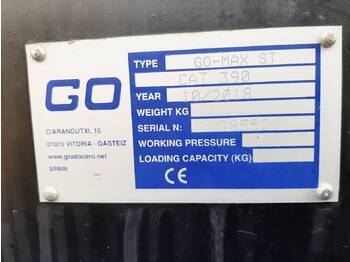 GO
C/ARANGUTXI, 15
01015 VITORIA - GASTEIZ
www.gradocero.net
SPAIN
TYPE GO-MAX ST
CAT 390
YEAR 10/2018
WEIGHT KG
SERIAL N:
WORKING PRESSURE
LOADING CAPACITY (KG)
CE